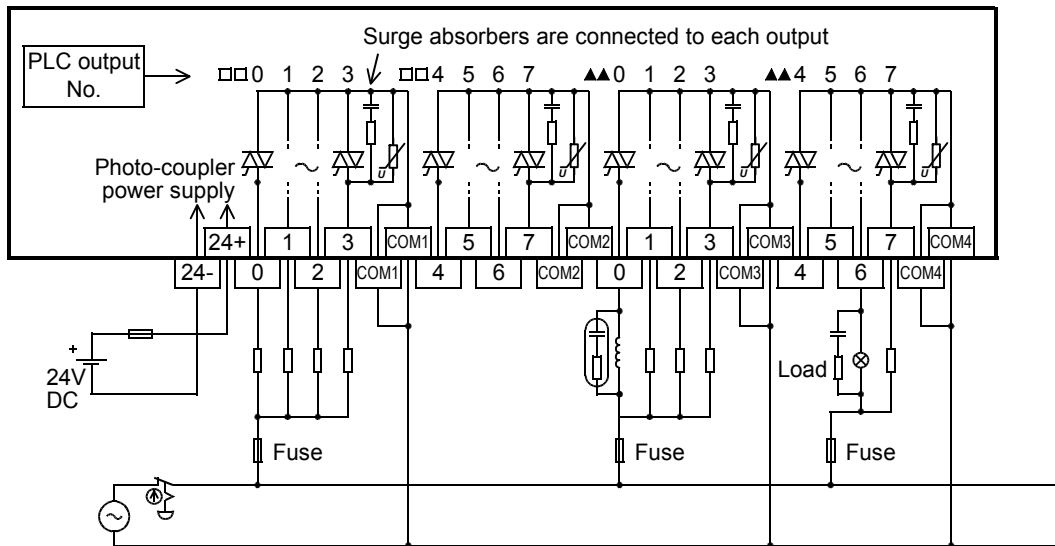 Surge absorbers are connected to each output
PLC output
No.
□□ 0 1 2 3 □□ 4 5 6 7 ▲▲ 0 1 2 3 ▲▲ 4 5 6 7
Photo-coupler
power supply
U U U U
24+ 1 3 COM1 5 7 COM2 1 3 COM3 5 7 COM4
24- 0 2 COM1 4 6 COM2 0 2 COM3 4 6 COM4
+
24V
DC
Load
Fuse Fuse Fuse